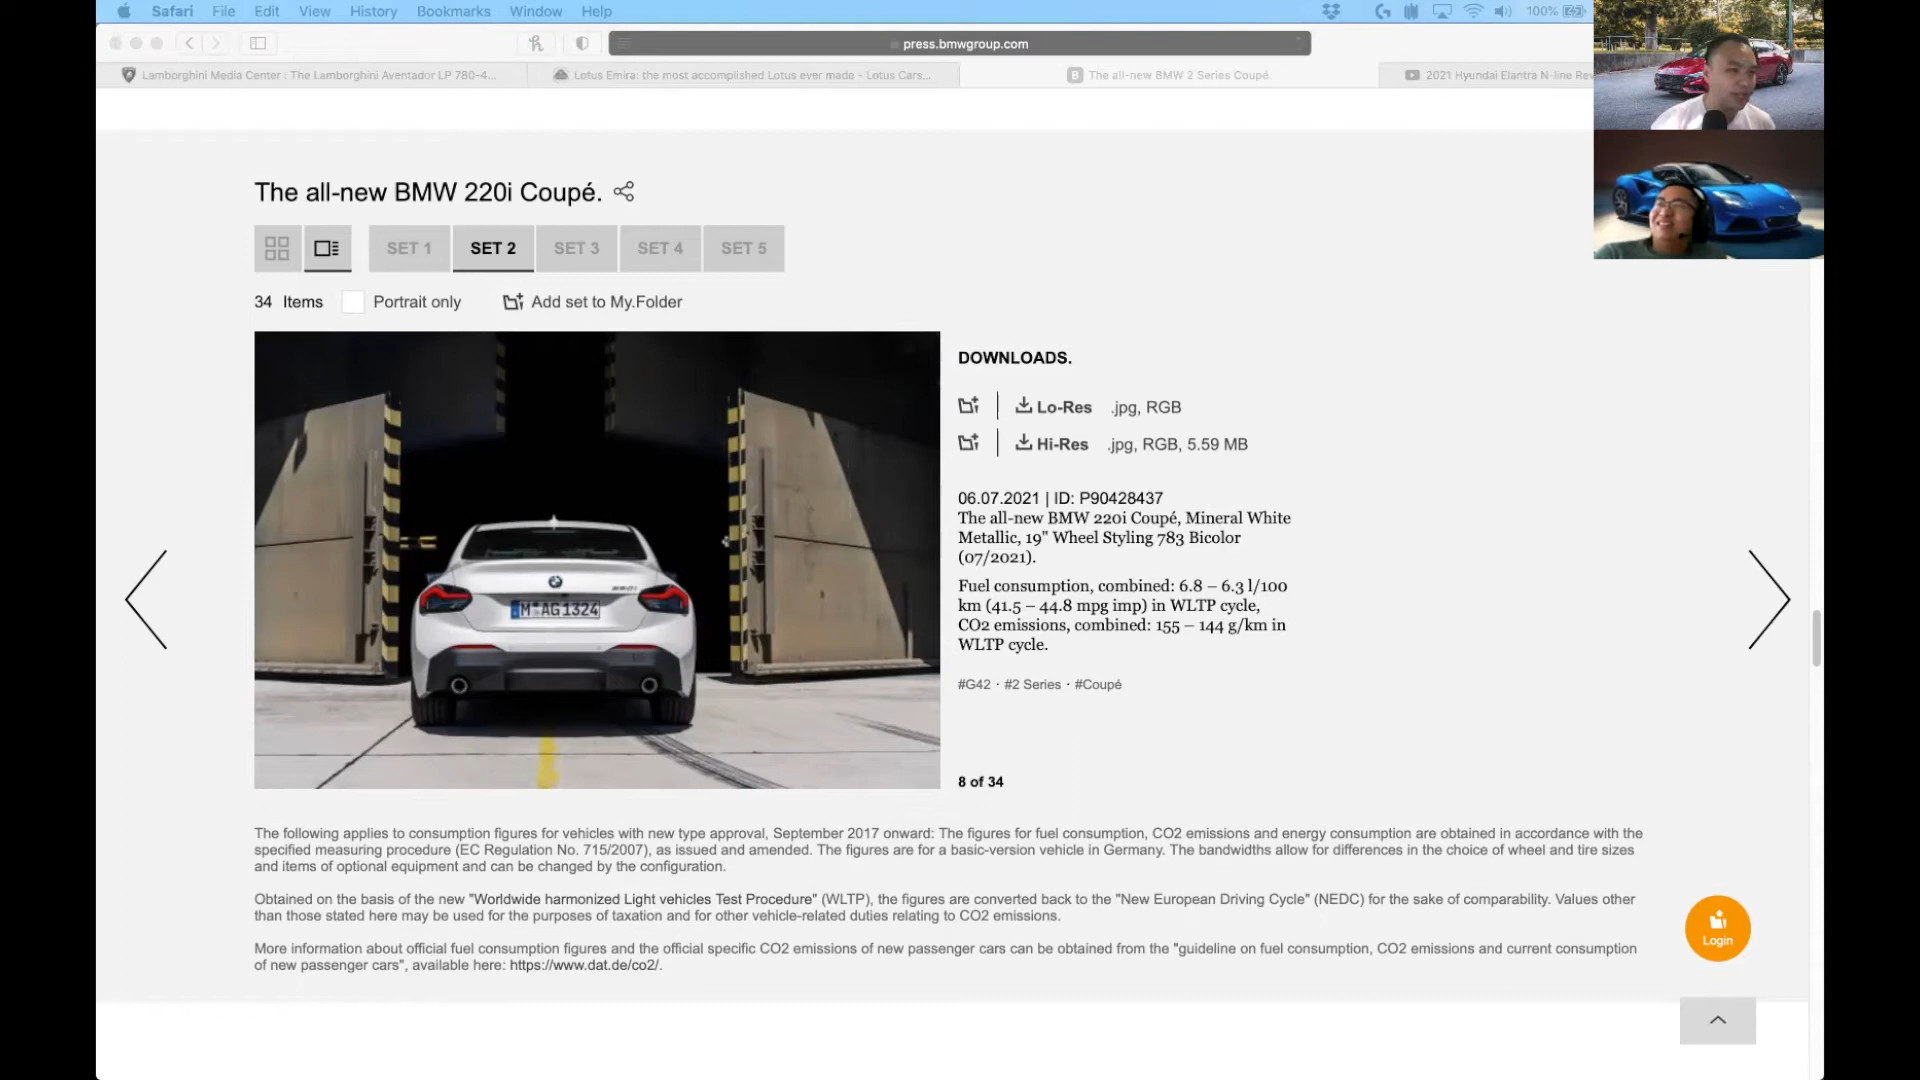 Safari File Edit View History Bookmarks Window Help 100%
press.bmwgroup.com
Lamborghini Media Center : The Lamborghini Aventador LP 780-4... Lotus Emira: the most accomplished Lotus ever made - Lotus Cars... B The all-new BMW 2 Series Coupé. 2021 Hyundai Elantra N-line Rev
The all-new BMW 220i Coupé.
SET 1 SET 2 SET 3 SET 4 SET 5
34 Items Portrait only Add set to My.Folder
DOWNLOADS.
Lo-Res .jpg, RGB
Hi-Res .jpg, RGB, 5.59 MB
06.07.2021 | ID: P90428437
The all-new BMW 220i Coupé, Mineral White
Metallic, 19" Wheel Styling 783 Bicolor
(07/2021).
Fuel consumption, combined: 6.8 – 6.3 l/100
km (41.5 – 44.8 mpg imp) in WLTP cycle,
CO2 emissions, combined: 155 – 144 g/km in
WLTP cycle.
#G42 · #2 Series · #Coupé
M AG 1324
8 of 34
The following applies to consumption figures for vehicles with new type approval, September 2017 onward: The figures for fuel consumption, CO2 emissions and energy consumption are obtained in accordance with the
specified measuring procedure (EC Regulation No. 715/2007), as issued and amended. The figures are for a basic-version vehicle in Germany. The bandwidths allow for differences in the choice of wheel and tire sizes
and items of optional equipment and can be changed by the configuration.
Obtained on the basis of the new "Worldwide harmonized Light vehicles Test Procedure" (WLTP), the figures are converted back to the "New European Driving Cycle" (NEDC) for the sake of comparability. Values other
than those stated here may be used for the purposes of taxation and for other vehicle-related duties relating to CO2 emissions.
More information about official fuel consumption figures and the official specific CO2 emissions of new passenger cars can be obtained from the "guideline on fuel consumption, CO2 emissions and current consumption
of new passenger cars", available here: https://www.dat.de/co2/.
Login